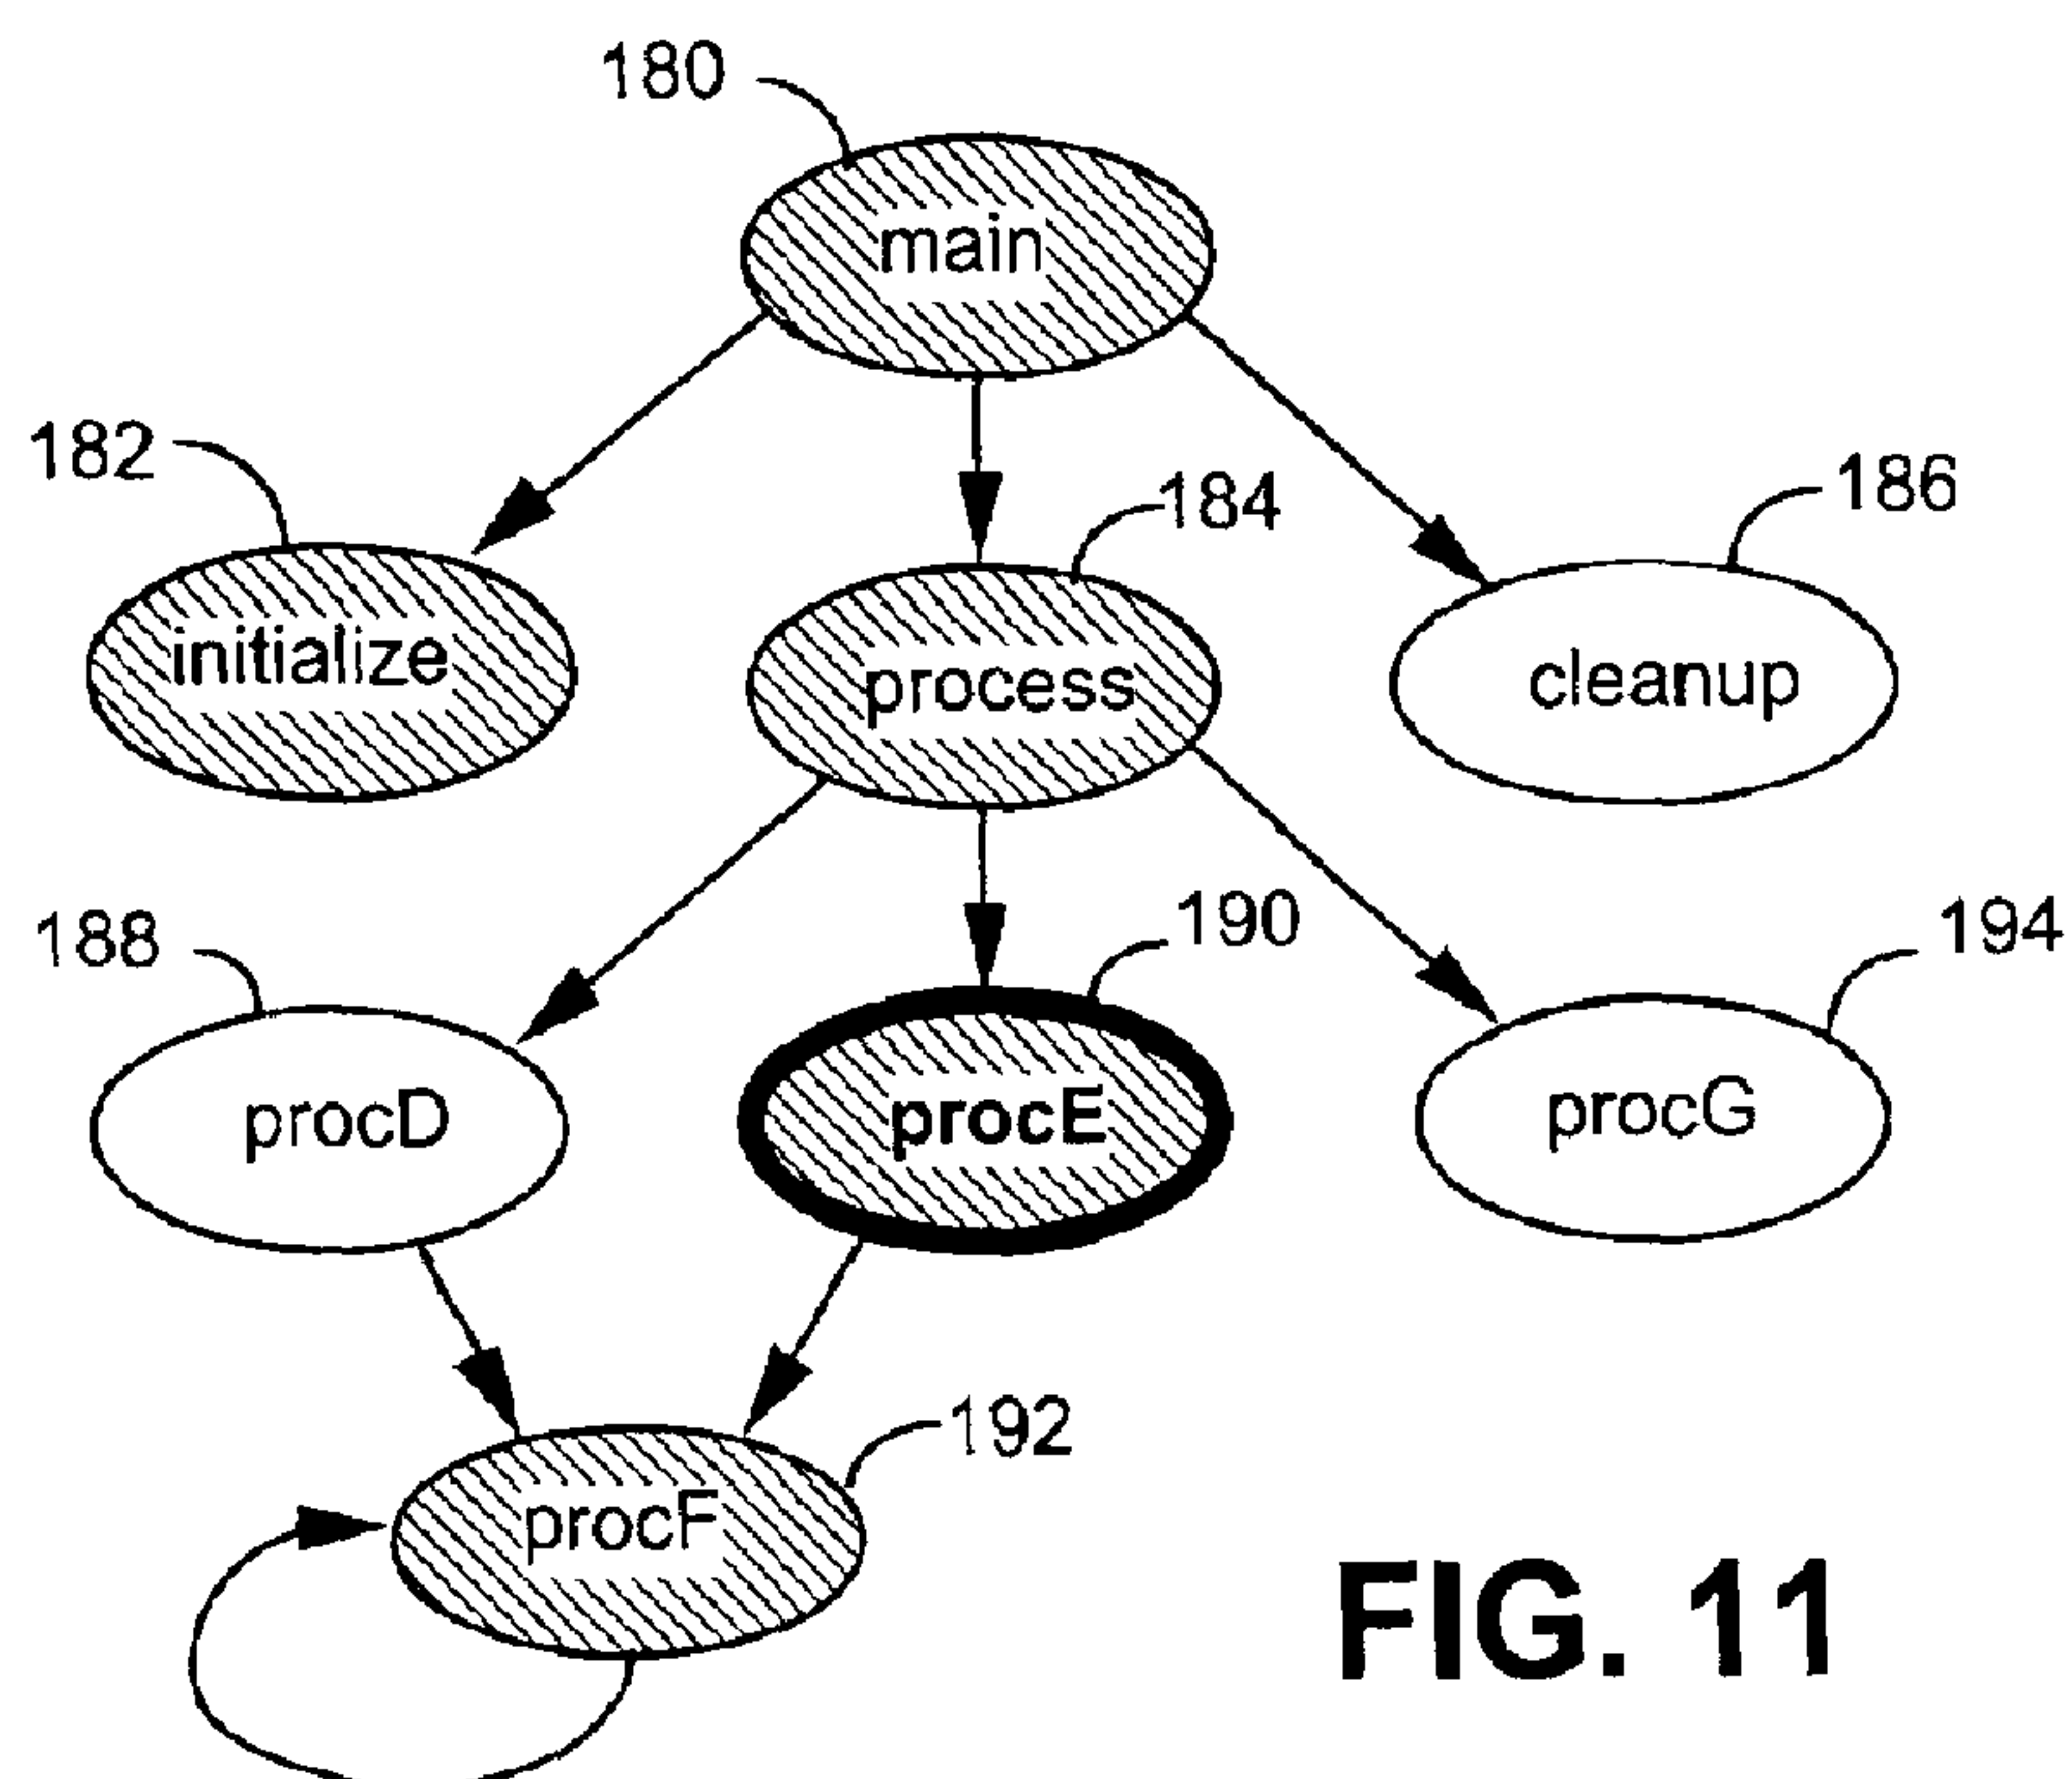 180
main
182
184
186
initialize
process
cleanup
188
190
194
procD
procE
procG
192
procF
FIG. 11